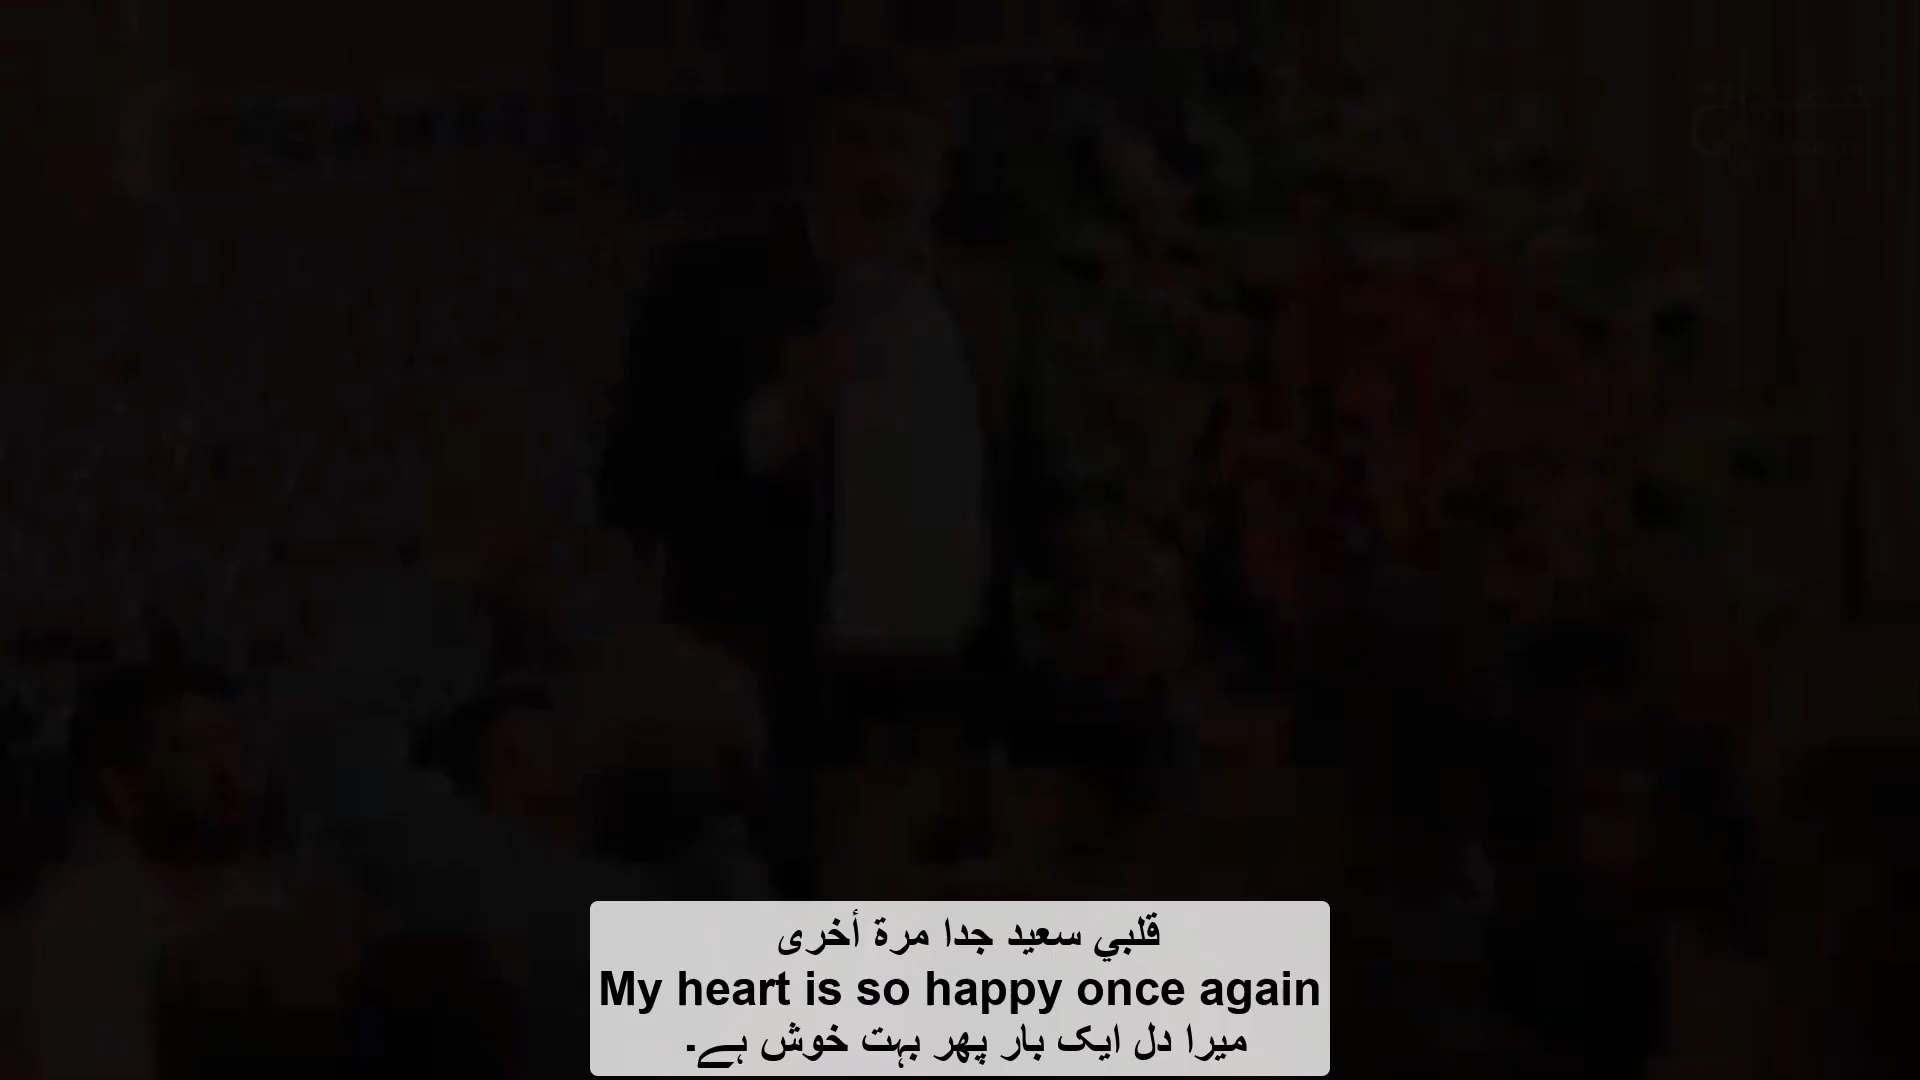 قلبي سعيد جدا مرة أخرى
My heart is so happy once again
میرا دل ایک بار پھر بہت خوش ہے۔